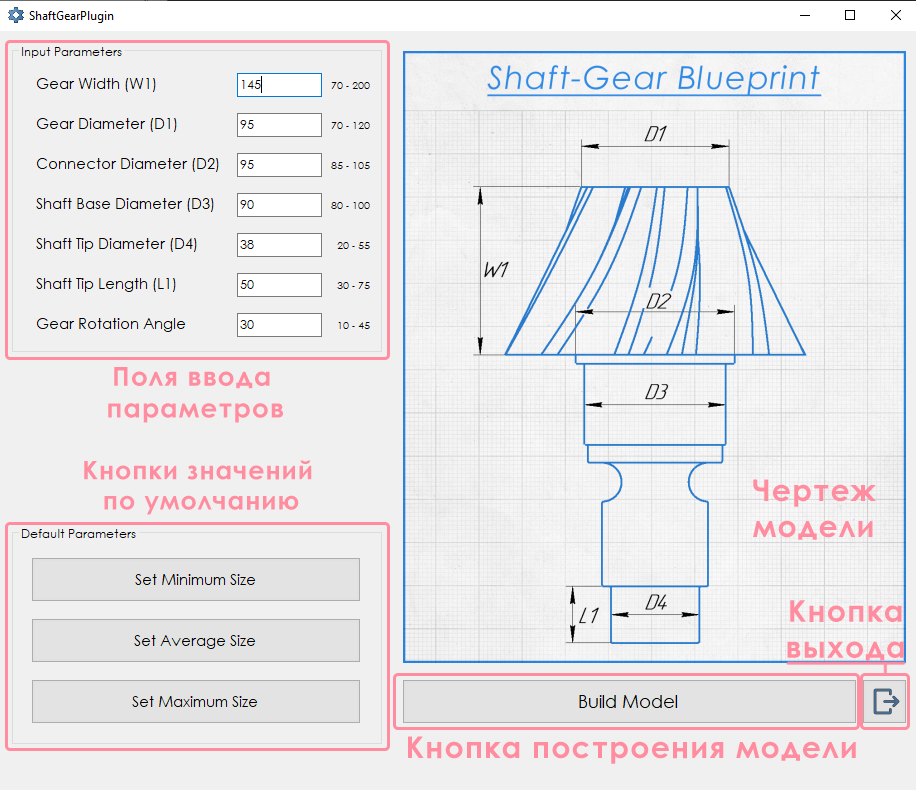 ShaftGearPlugin
Input Parameters
Gear Width (W1) 145 70 - 200
Gear Diameter (D1) 95 70 - 120
Connector Diameter (D2) 95 85 - 105
Shaft Base Diameter (D3) 90 80 - 100
Shaft Tip Diameter (D4) 38 20 - 55
Shaft Tip Length (L1) 50 30 - 75
Gear Rotation Angle 30 10 - 45
Поля ввода
параметров
Кнопки значений
по умолчанию
Default Parameters
Set Minimum Size
Set Average Size
Set Maximum Size
Shaft-Gear Blueprint
D1
W1
D2
D3
Чертеж
модели
L1
D4
Кнопка
выхода
Build Model
Кнопка построения модели